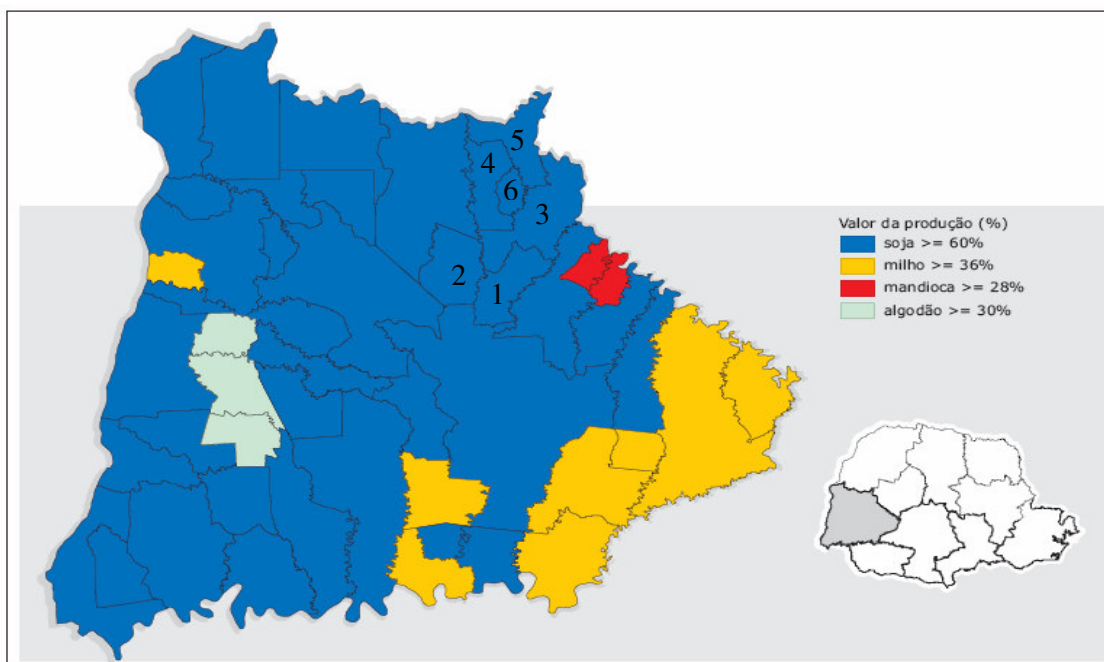 5
4
6
3
2
1
Valor da produção (%)
soja >= 60%
milho >= 36%
mandioca >= 28%
algodão >= 30%